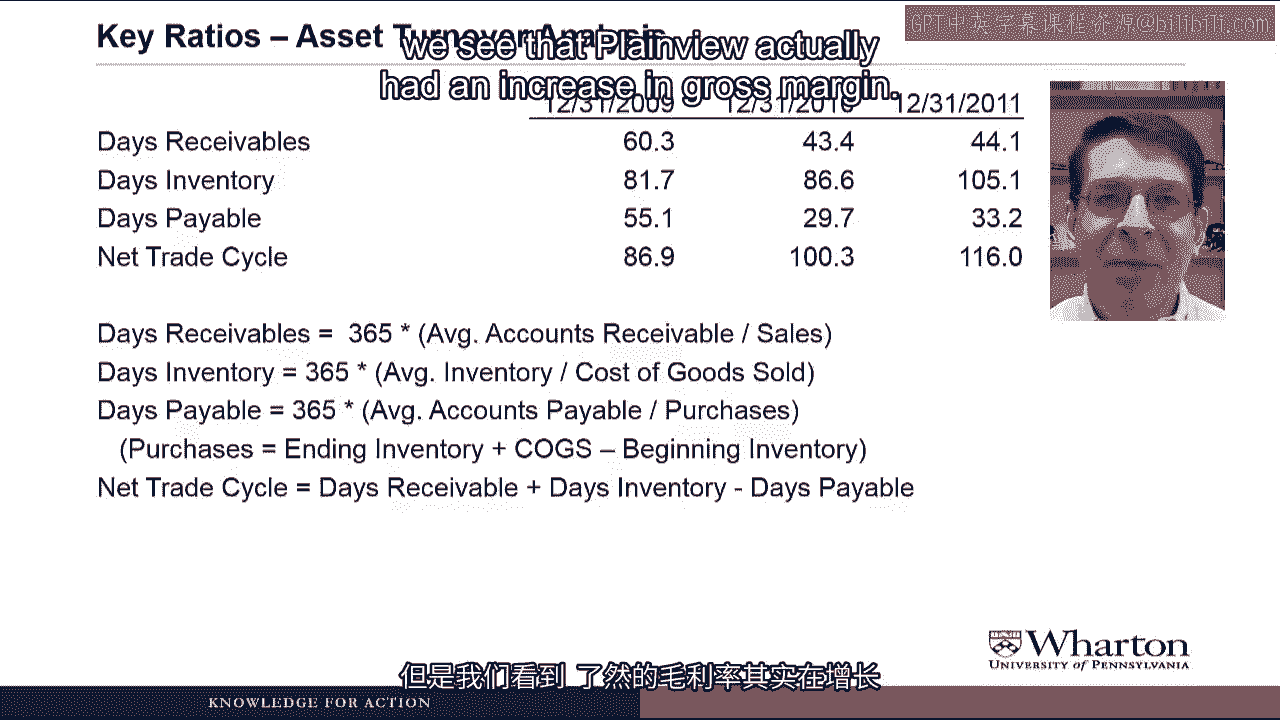 GPT中英字幕课程资源@bilibili.com
Key Ratios – Asset Turnover Analysis
we see that Plainview actually
had an increase in gross margin.
12/31/2009 12/31/2010 12/31/2011
Days Receivables 60.3 43.4 44.1
Days Inventory 81.7 86.6 105.1
Days Payable 55.1 29.7 33.2
Net Trade Cycle 86.9 100.3 116.0
Days Receivables = 365 * (Avg. Accounts Receivable / Sales)
Days Inventory = 365 * (Avg. Inventory / Cost of Goods Sold)
Days Payable = 365 * (Avg. Accounts Payable / Purchases)
(Purchases = Ending Inventory + COGS – Beginning Inventory)
Net Trade Cycle = Days Receivable + Days Inventory - Days Payable
Wharton
UNIVERSITY of PENNSYLVANIA
但是我们看到 了然的毛利率其实在增长
KNOWLEDGE FOR ACTION